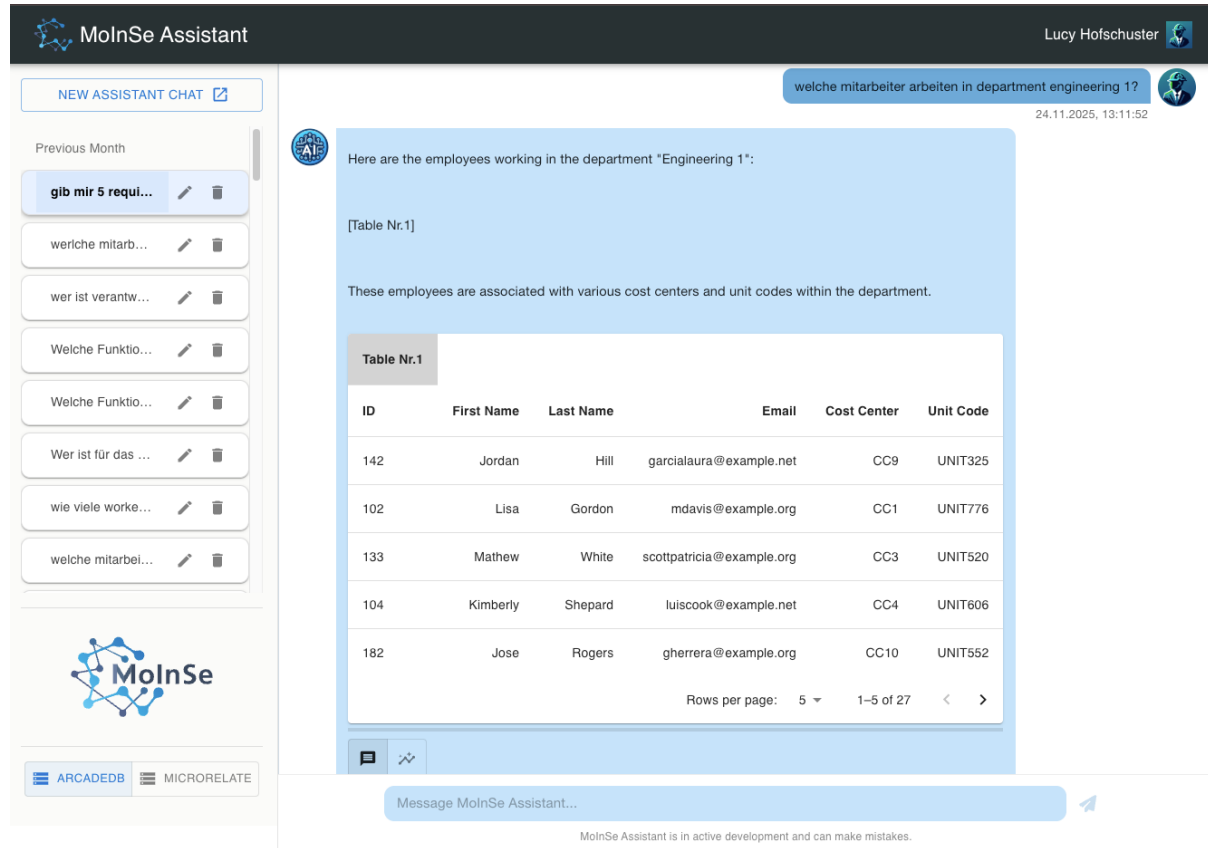 MoInSe Assistant
Lucy Hofschuster
NEW ASSISTANT CHAT
Previous Month
gib mir 5 requi...
werlche mitarb...
wer ist verantw...
Welche Funktio...
Welche Funktio...
Wer ist für das ...
wie viele worke...
welche mitarbei...
MoInSe
ARCADEDB MICRORELATE
welche mitarbeiter arbeiten in department engineering 1?
24.11.2025, 13:11:52
AI
Here are the employees working in the department "Engineering 1":
[Table Nr.1]
These employees are associated with various cost centers and unit codes within the department.
Table Nr.1
ID First Name Last Name Email Cost Center Unit Code
142 Jordan Hill garcialaura@example.net CC9 UNIT325
102 Lisa Gordon mdavis@example.org CC1 UNIT776
133 Mathew White scottpatricia@example.org CC3 UNIT520
104 Kimberly Shepard luiscook@example.net CC4 UNIT606
182 Jose Rogers gherrera@example.org CC10 UNIT552
Rows per page: 5 1–5 of 27
Message MoInSe Assistant...
MoInSe Assistant is in active development and can make mistakes.